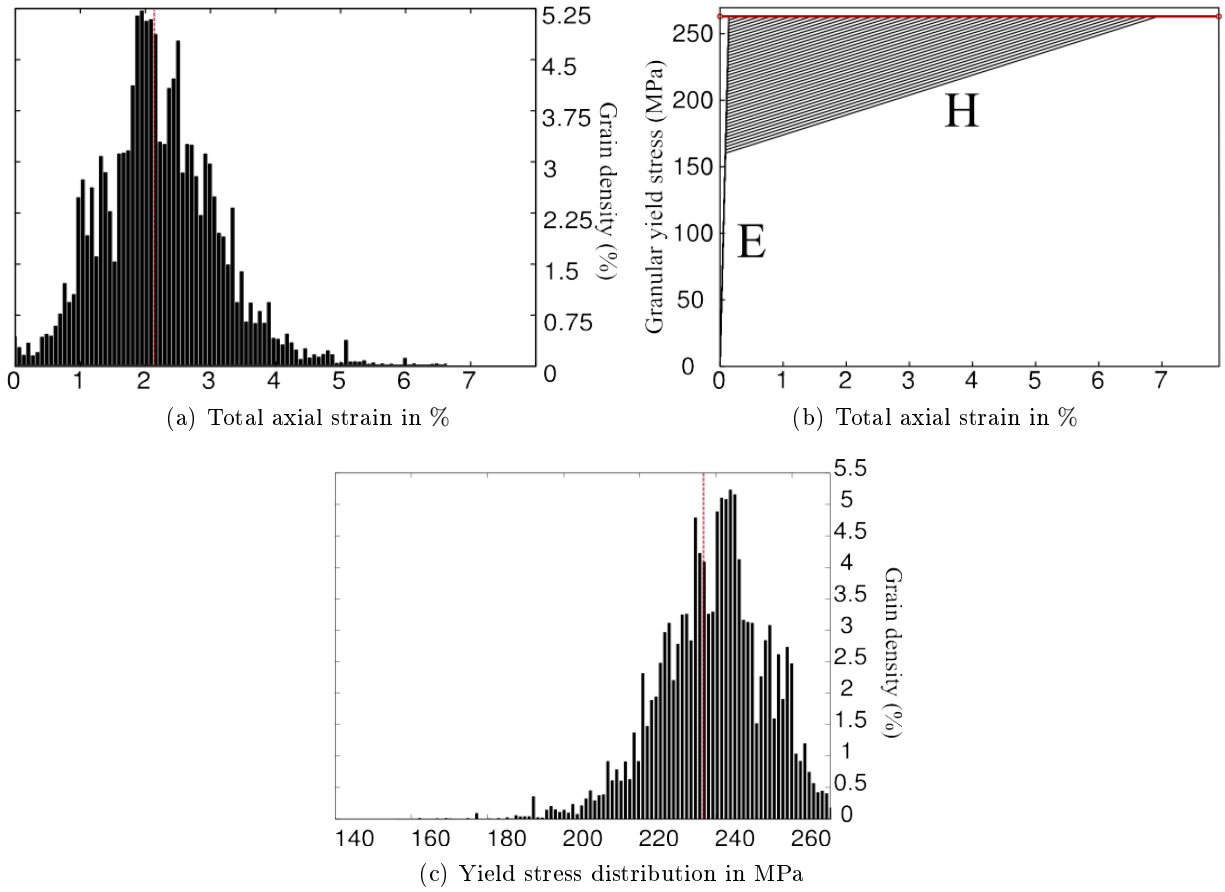 5.25
4.5
3.75
3
2.25
1.5
0.75
0
Grain density (%)
0 1 2 3 4 5 6 7
(a) Total axial strain in %
Granular yield stress (MPa)
250
200
150
100
50
0
H
E
0 1 2 3 4 5 6 7
(b) Total axial strain in %
5.5
5
4.5
4
3.5
3
2.5
2
1.5
1
0.5
0
Grain density (%)
140 160 180 200 220 240 260
(c) Yield stress distribution in MPa